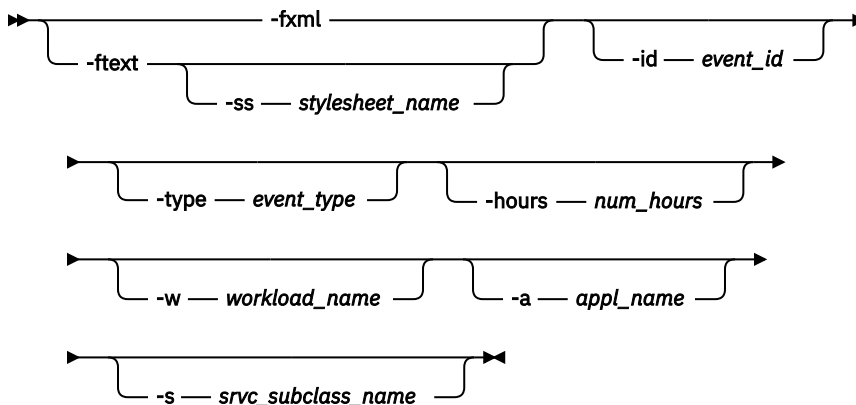 -fxml
-ftext
-id event_id
-ss stylesheet_name
-type event_type
-hours num_hours
-w workload_name
-a appl_name
-s srvc_subclass_name